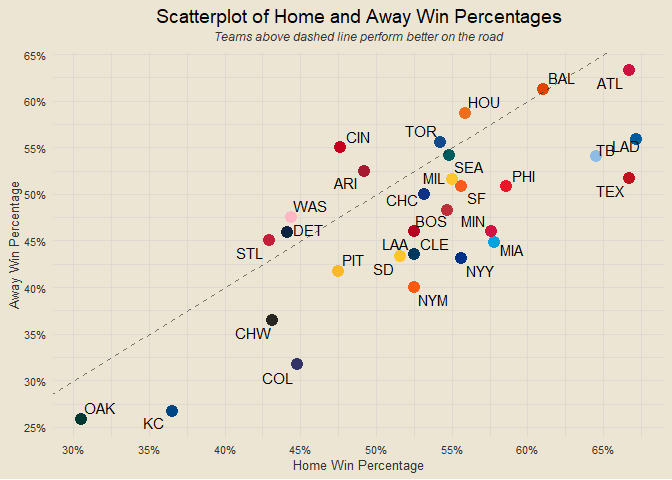 Scatterplot of Home and Away Win Percentages
Teams above dashed line perform better on the road
65%
60%
55%
50%
45%
40%
35%
30%
25%
Away Win Percentage
BAL
ATL
HOU
TOR
CIN
TB
LAD
ARI
SEA
MIL
PHI
SF
TEX
CHC
WAS
BOS
MIN
DET
STL
LAA
CLE
MIA
PIT
SD
NYY
NYM
CHW
COL
OAK
KC
30%
35%
40%
45%
50%
55%
60%
65%
Home Win Percentage